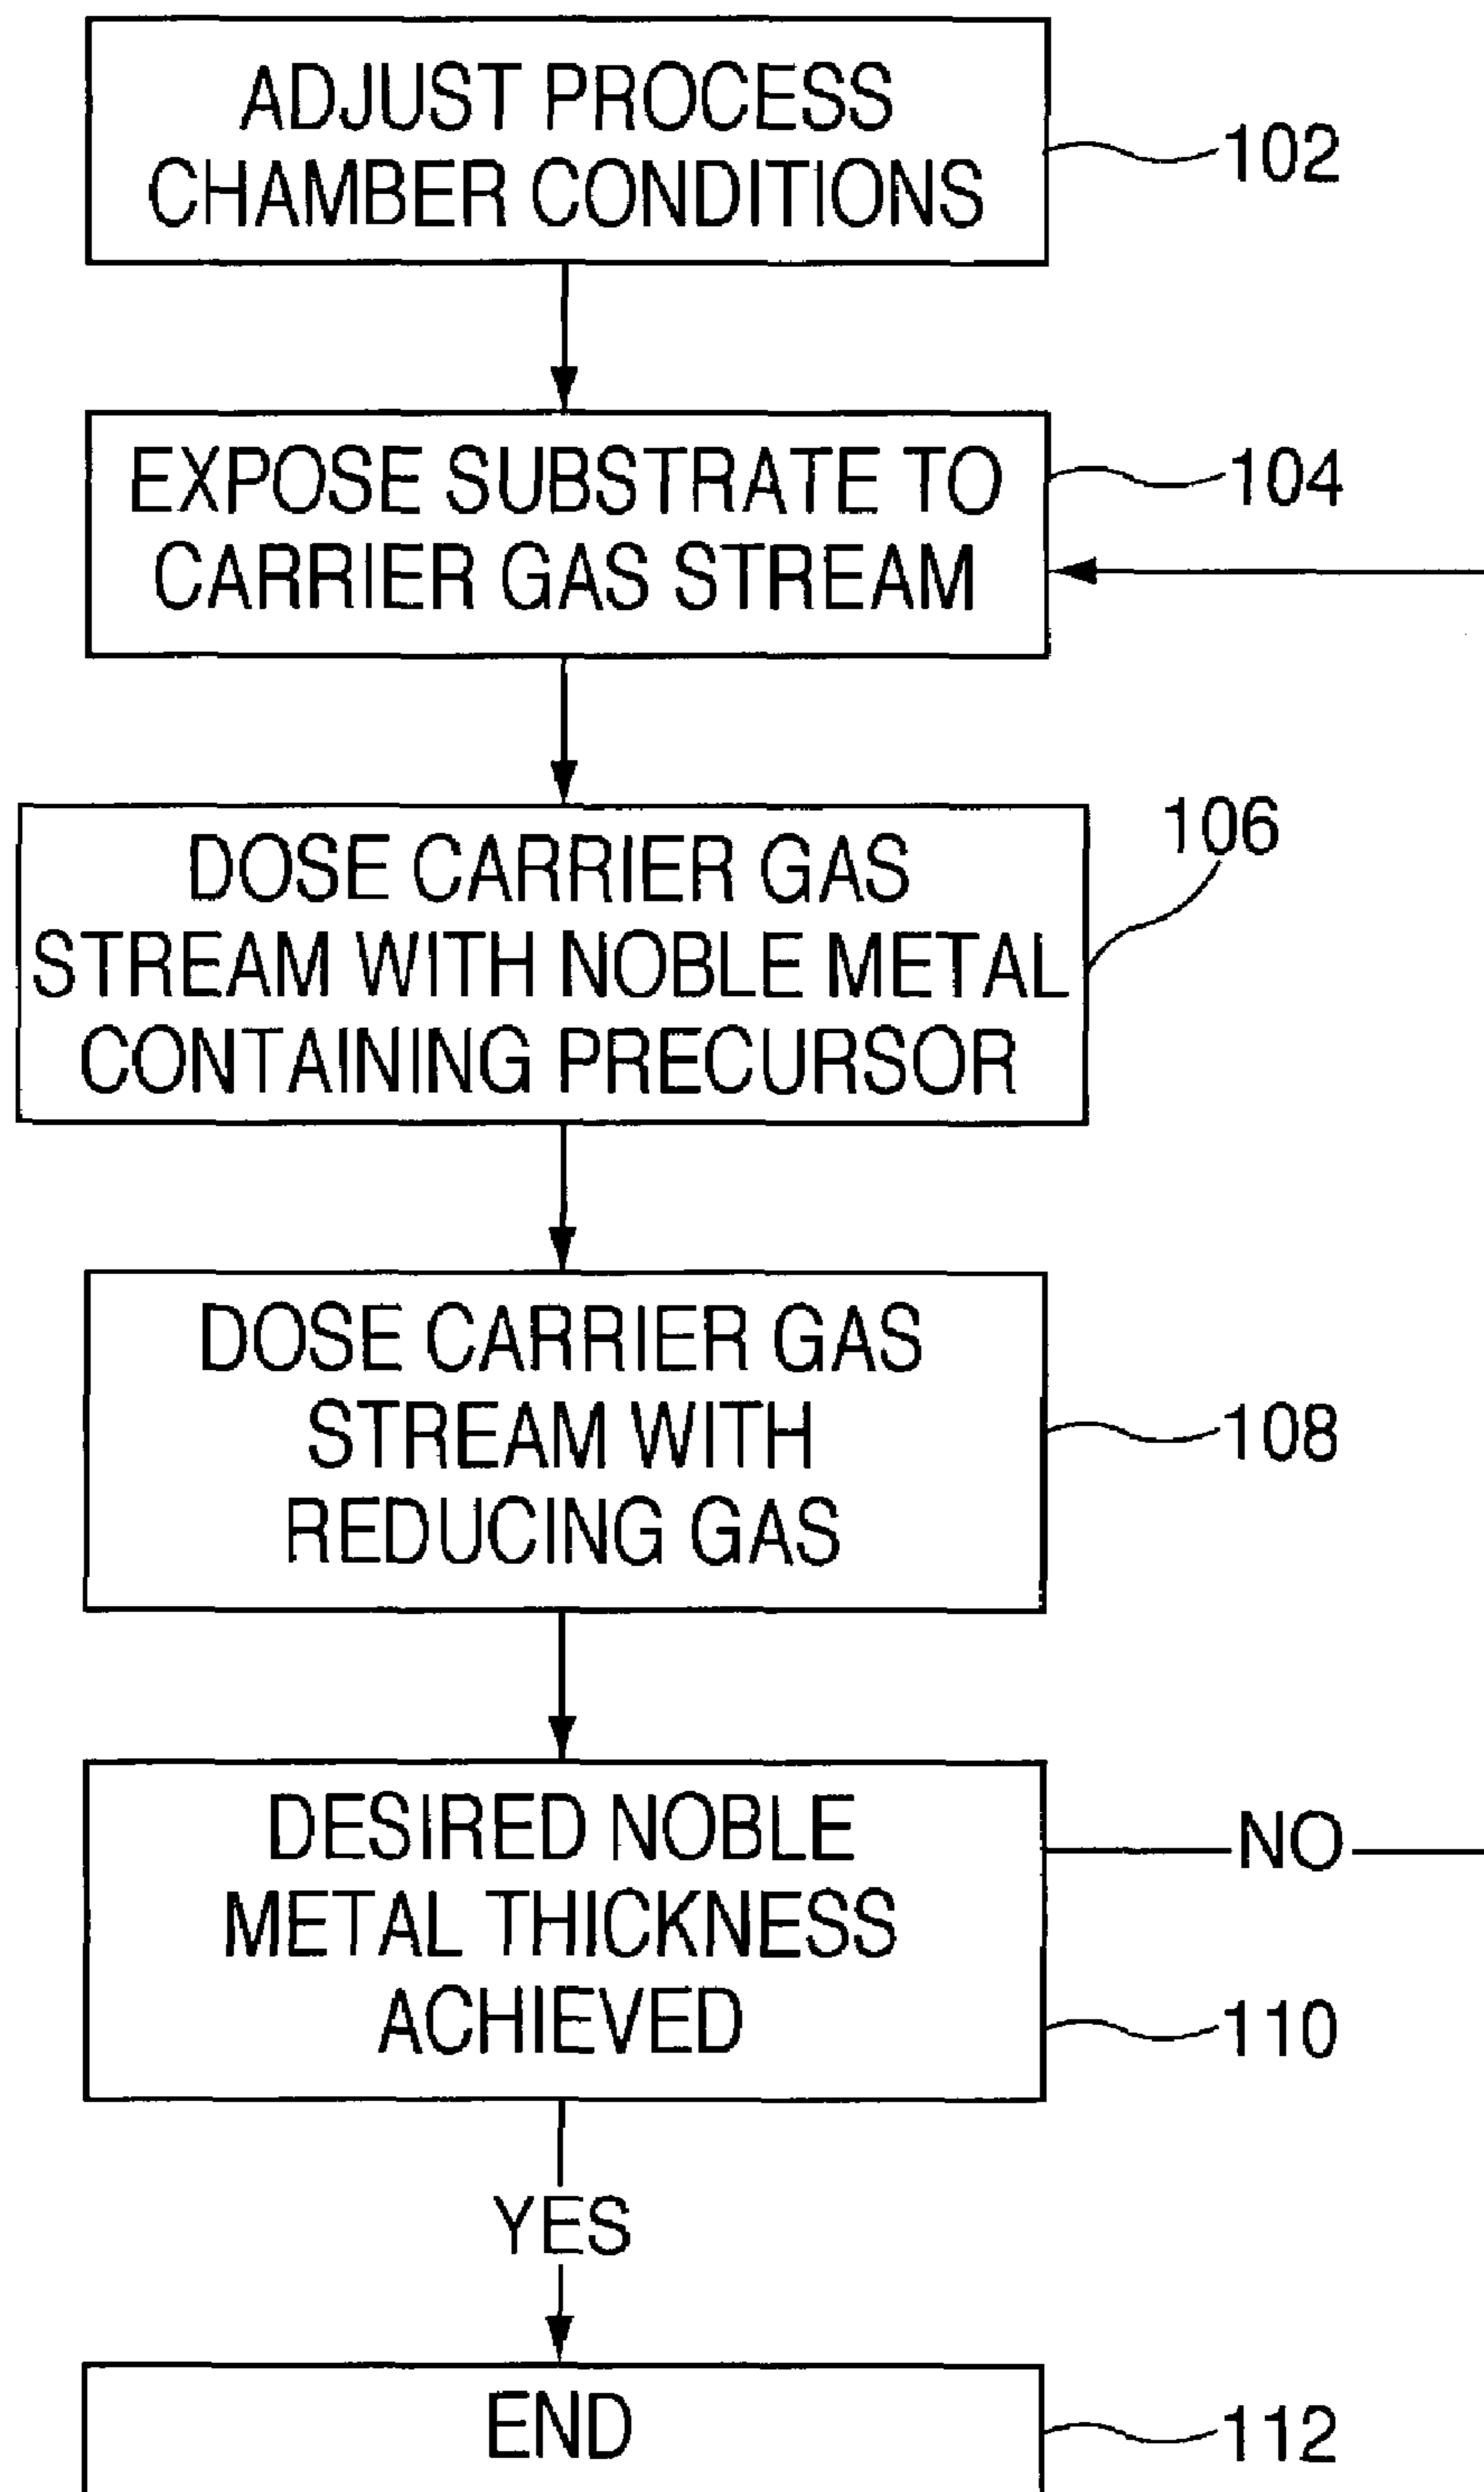 ADJUST PROCESS
CHAMBER CONDITIONS
102
EXPOSE SUBSTRATE TO
CARRIER GAS STREAM
104
DOSE CARRIER GAS
STREAM WITH NOBLE METAL
CONTAINING PRECURSOR
106
DOSE CARRIER GAS
STREAM WITH
REDUCING GAS
108
DESIRED NOBLE
METAL THICKNESS
ACHIEVED
NO
110
YES
END
112